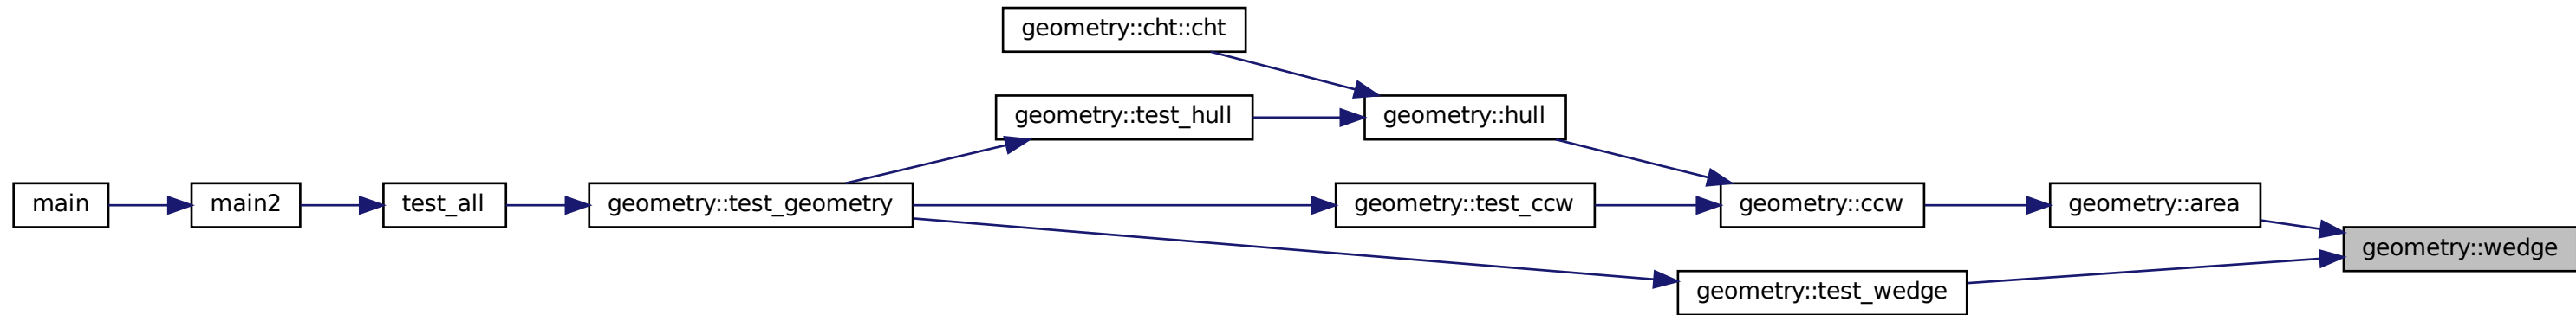 geometry::cht::cht
geometry::test_hull
geometry::hull
main
main2
test_all
geometry::test_geometry
geometry::test_ccw
geometry::ccw
geometry::area
geometry::wedge
geometry::test_wedge